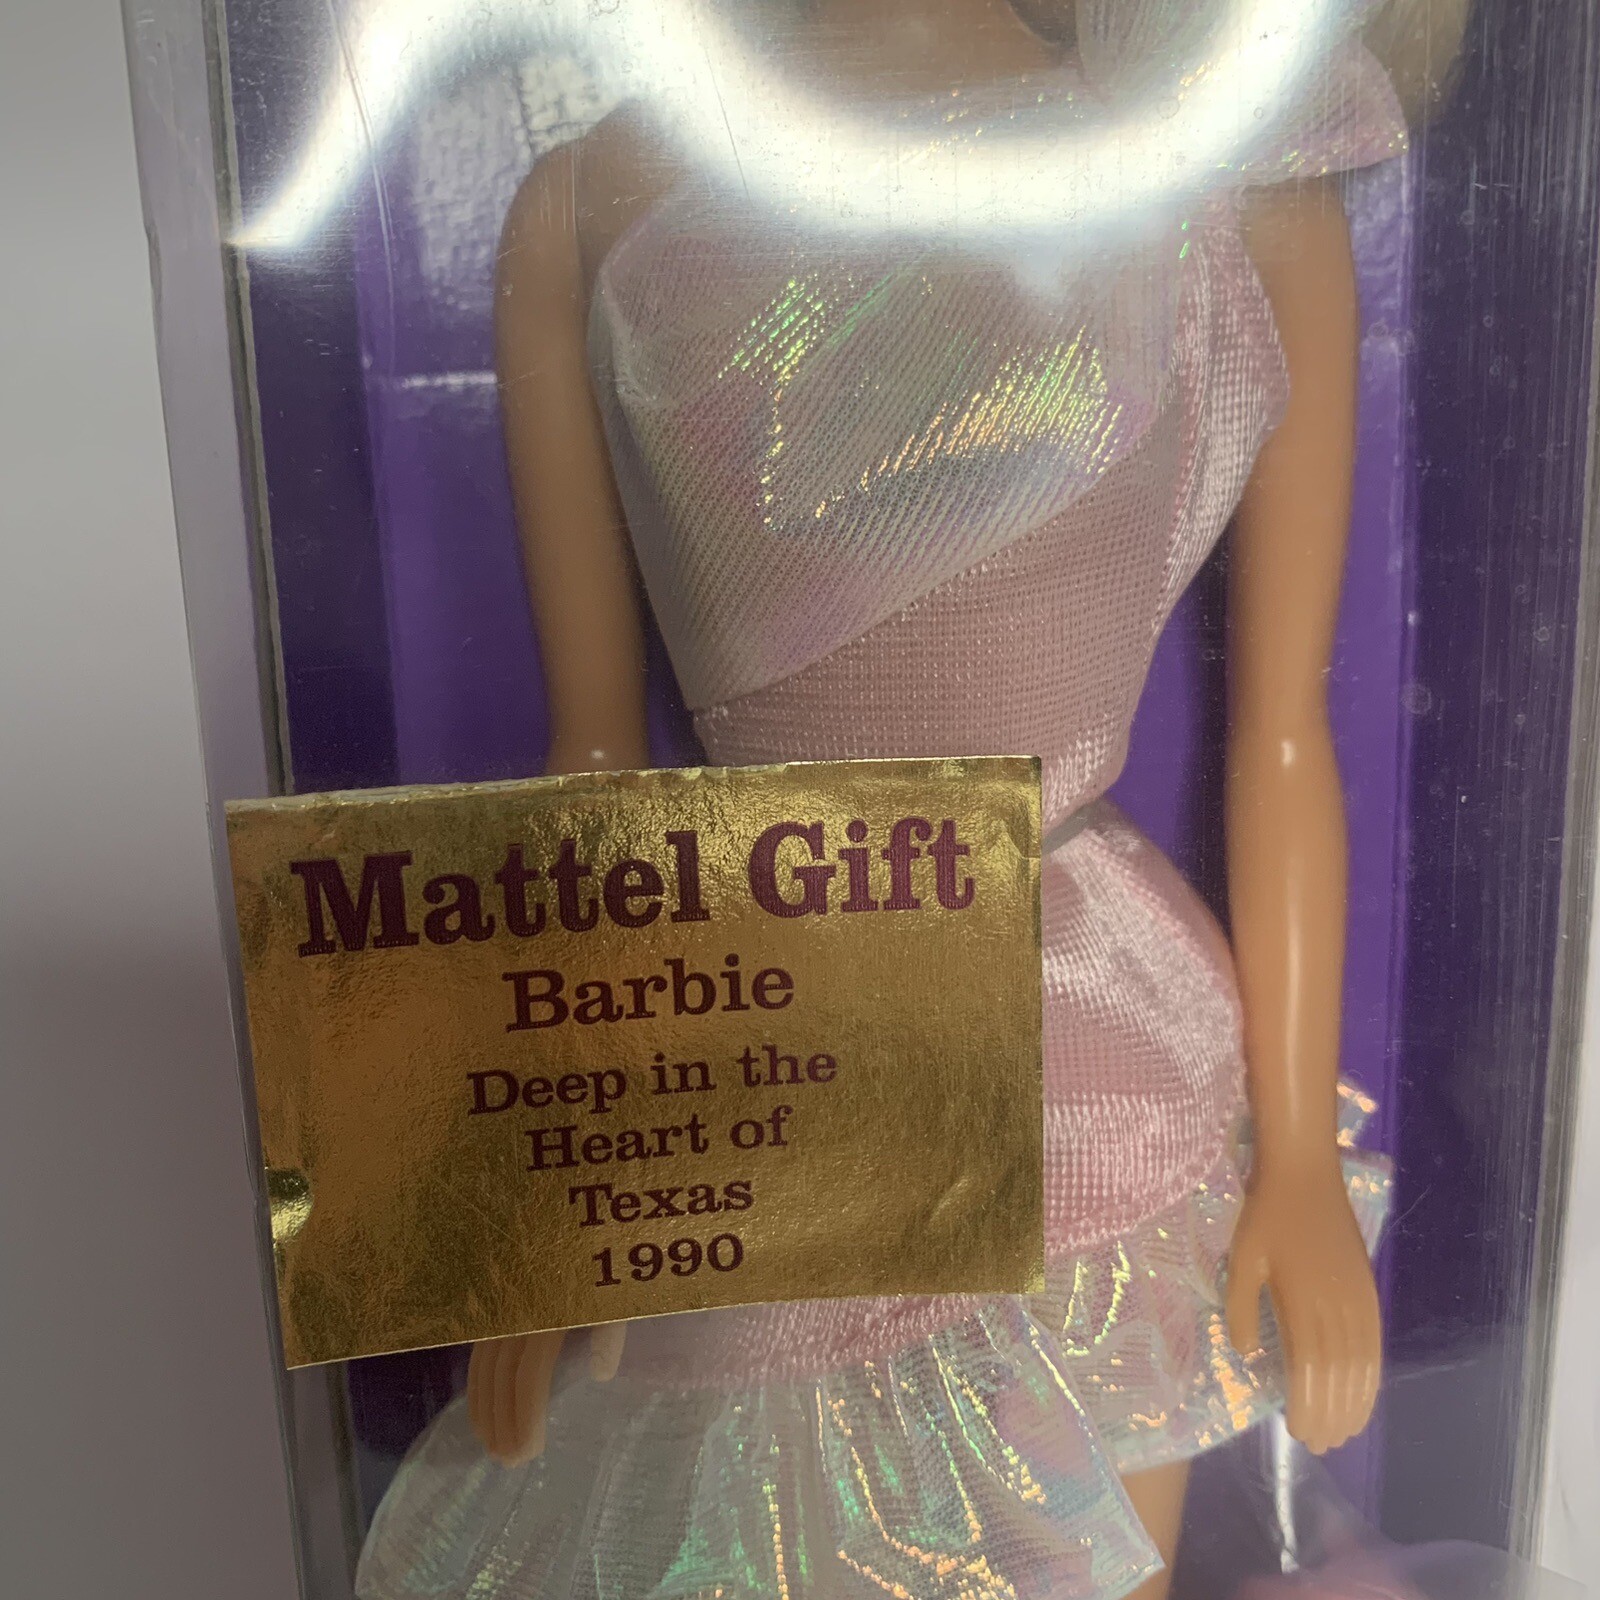 Mattel Gift
Barbie
Deep in the
Heart of
Texas
1990